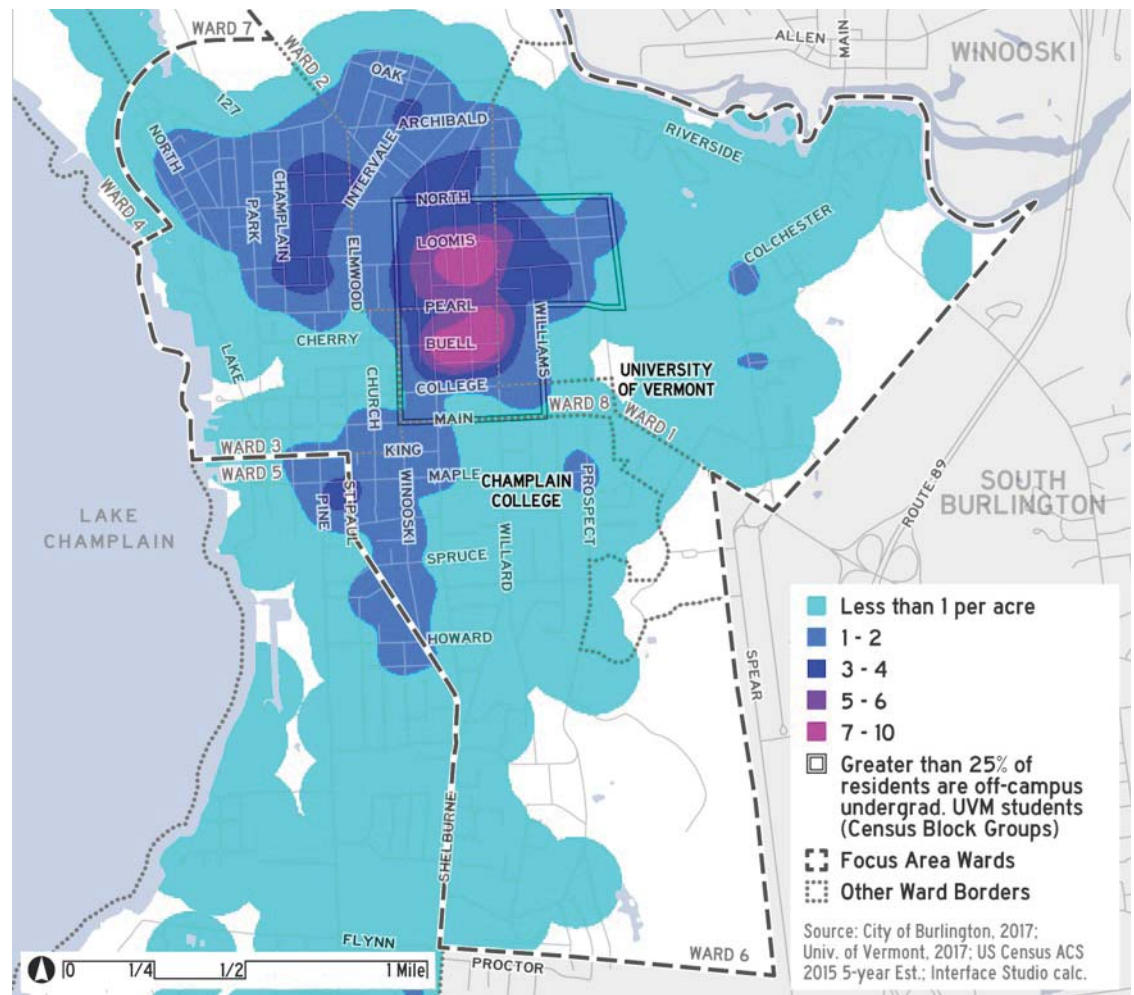 WARD 7
ALLEN
MAIN
WINOOSKI
WARD 2
OAK
127
NORTH
ARCHIBALD
RIVERSIDE
INTERVALE
CHAMPLAIN
PARK
NORTH
WARD 4
LOOMIS
COLCHESTER
ELMWOOD
PEARL
WILLIAMS
CHERRY
BUELL
LAKE
UNIVERSITY
OF VERMONT
COLLEGE
CHURCH
MAIN
WARD 8
WARD 1
WARD 3
WARD 5
KING
MAPLE
CHAMPLAIN
COLLEGE
PROSPECT
WINOOSKI
ST.PAUL
PINE
LAKE
CHAMPLAIN
SOUTH
BURLINGTON
ROUTE 89
SPRUCE
WILLARD
HOWARD
SPEAR
SHELBURNE
Less than 1 per acre
1 - 2
3 - 4
5 - 6
7 - 10
Greater than 25% of
residents are off-campus
undergrad. UVM students
(Census Block Groups)
Focus Area Wards
Other Ward Borders
Source: City of Burlington, 2017;
Univ. of Vermont, 2017; US Census ACS
2015 5-year Est.; Interface Studio calc.
FLYNN
PROCTOR
WARD 6
0 1/4 1/2 1 Mile